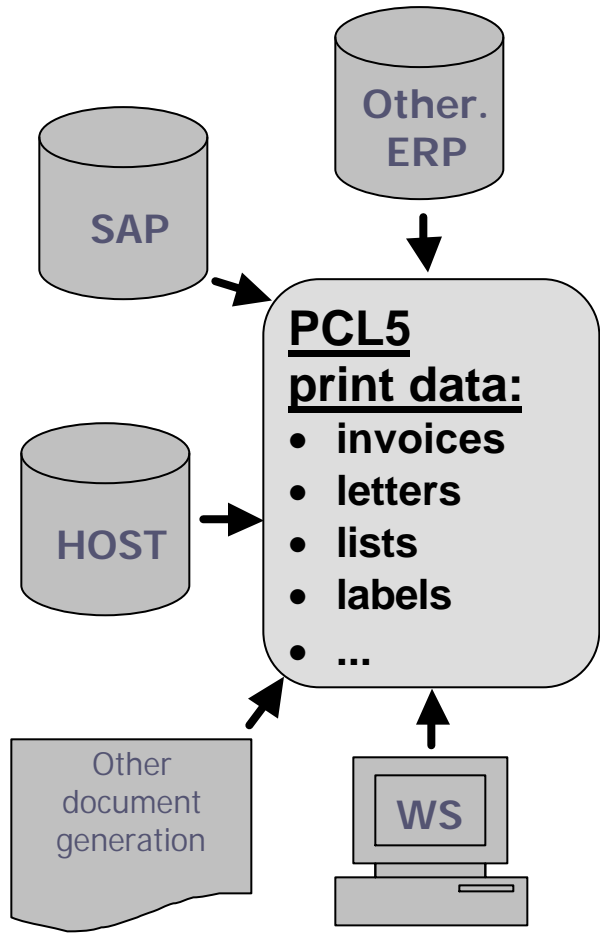 Other.
ERP
SAP
PCL5
print data:
• invoices
• letters
• lists
• labels
• ...
HOST
Other
document
generation
WS